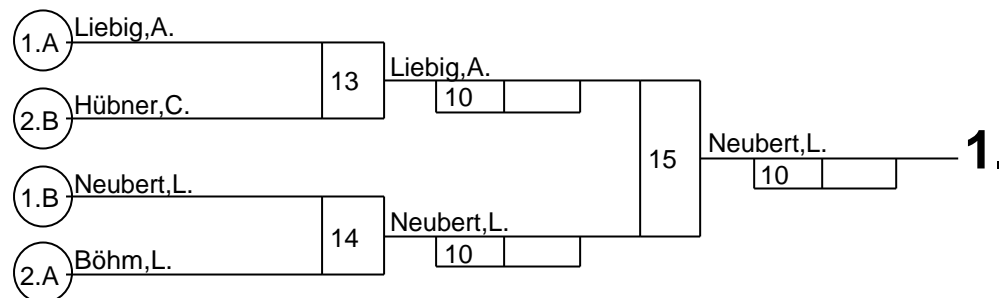 1.A Liebig,A.
13
Liebig,A.
10
2.B Hübner,C.
15
Neubert,L.
1.
10
1.B Neubert,L.
14
Neubert,L.
10
2.A Böhm,L.